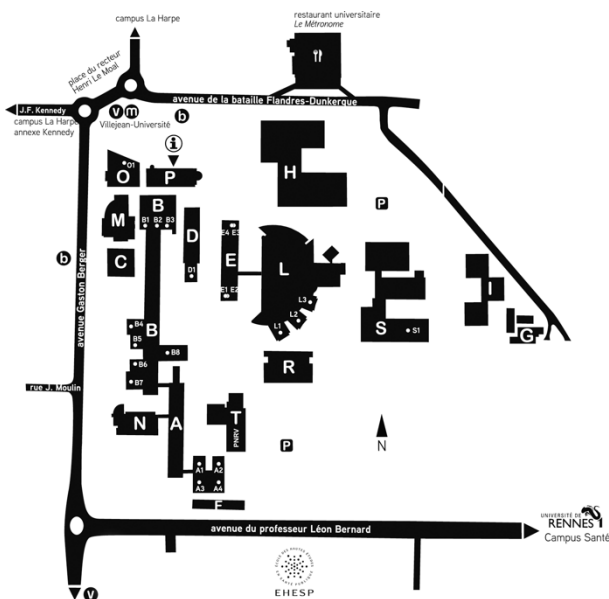 campus La Harpe
restaurant universitaire
Le Métronome
place du recteur
Henri Le Moal
J.F. Kennedy
campus La Harpe
annexe Kennedy
v m
Villejean-Université
b
avenue de la bataille Flandres-Dunkerque
i
O1
O
P
H
B
B1 B2 B3
M
D
P
E4 E3
C
E
L
D1
I
b
avenue Gaston Berger
E1 E2
L3
L2
L1
B4
B
B5
S
S1
G
B8
B6
R
B7
rue J. Moulin
N
A
T
PNRV
P
N
A1 A2
A3 A4
F
avenue du professeur Léon Bernard
UNIVERSITÉ DE
RENNES 1
Campus Santé
v
EHESP